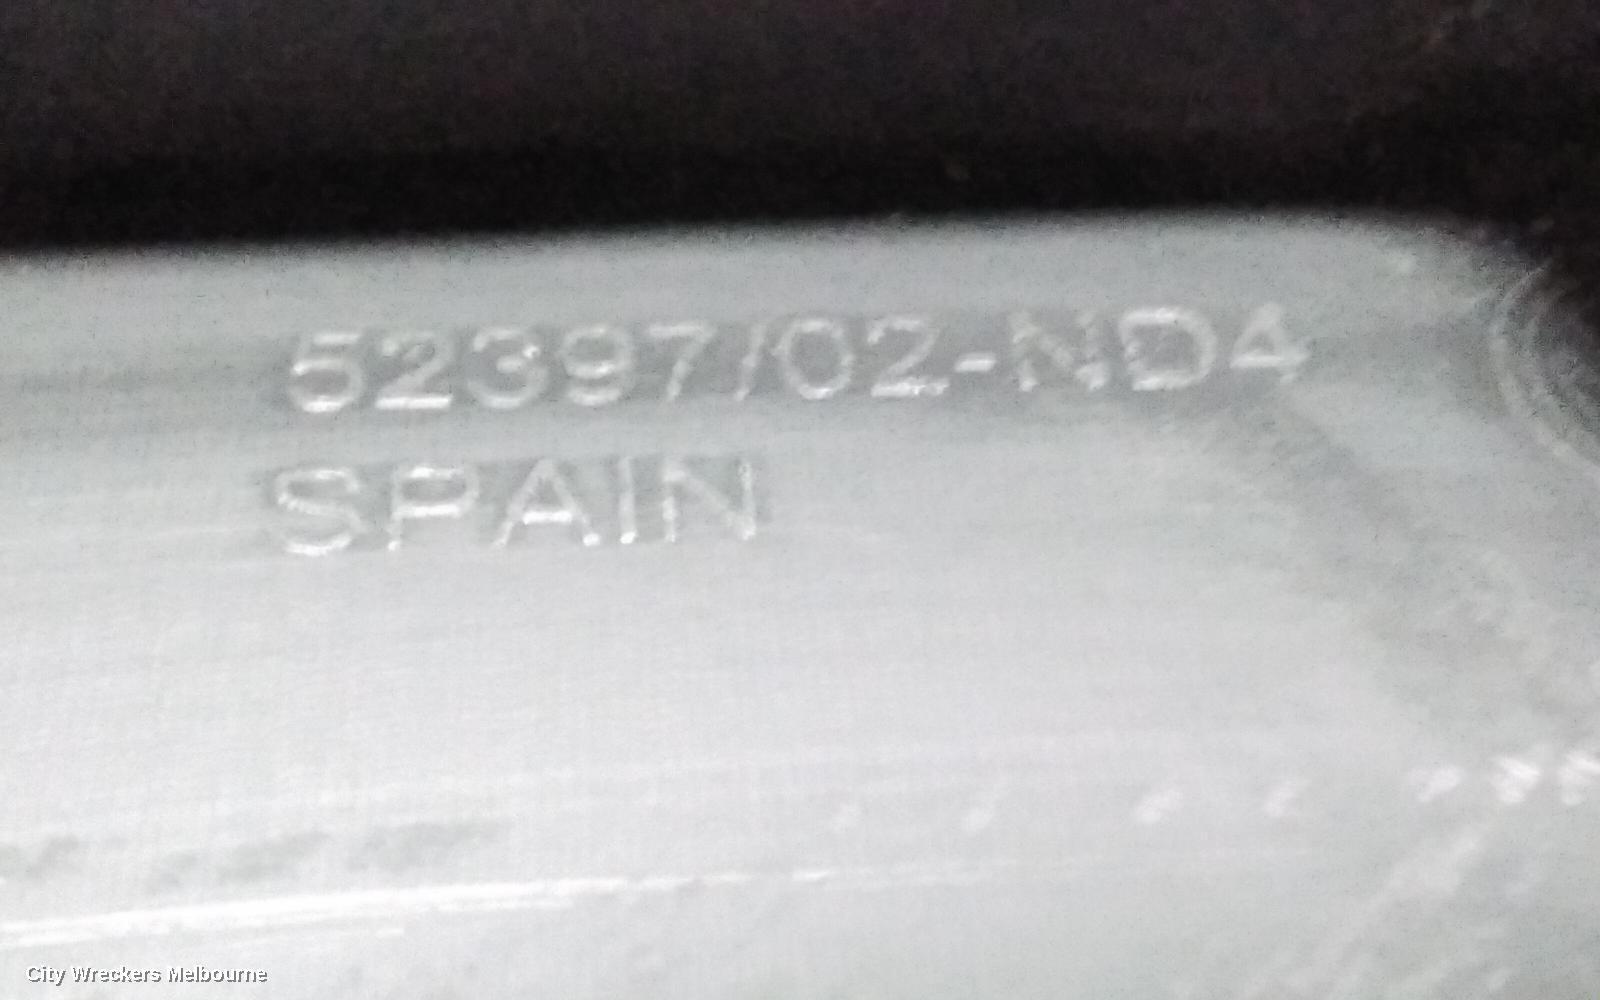 52397/02-ND4
SPAIN
City Wreckers Melbourne